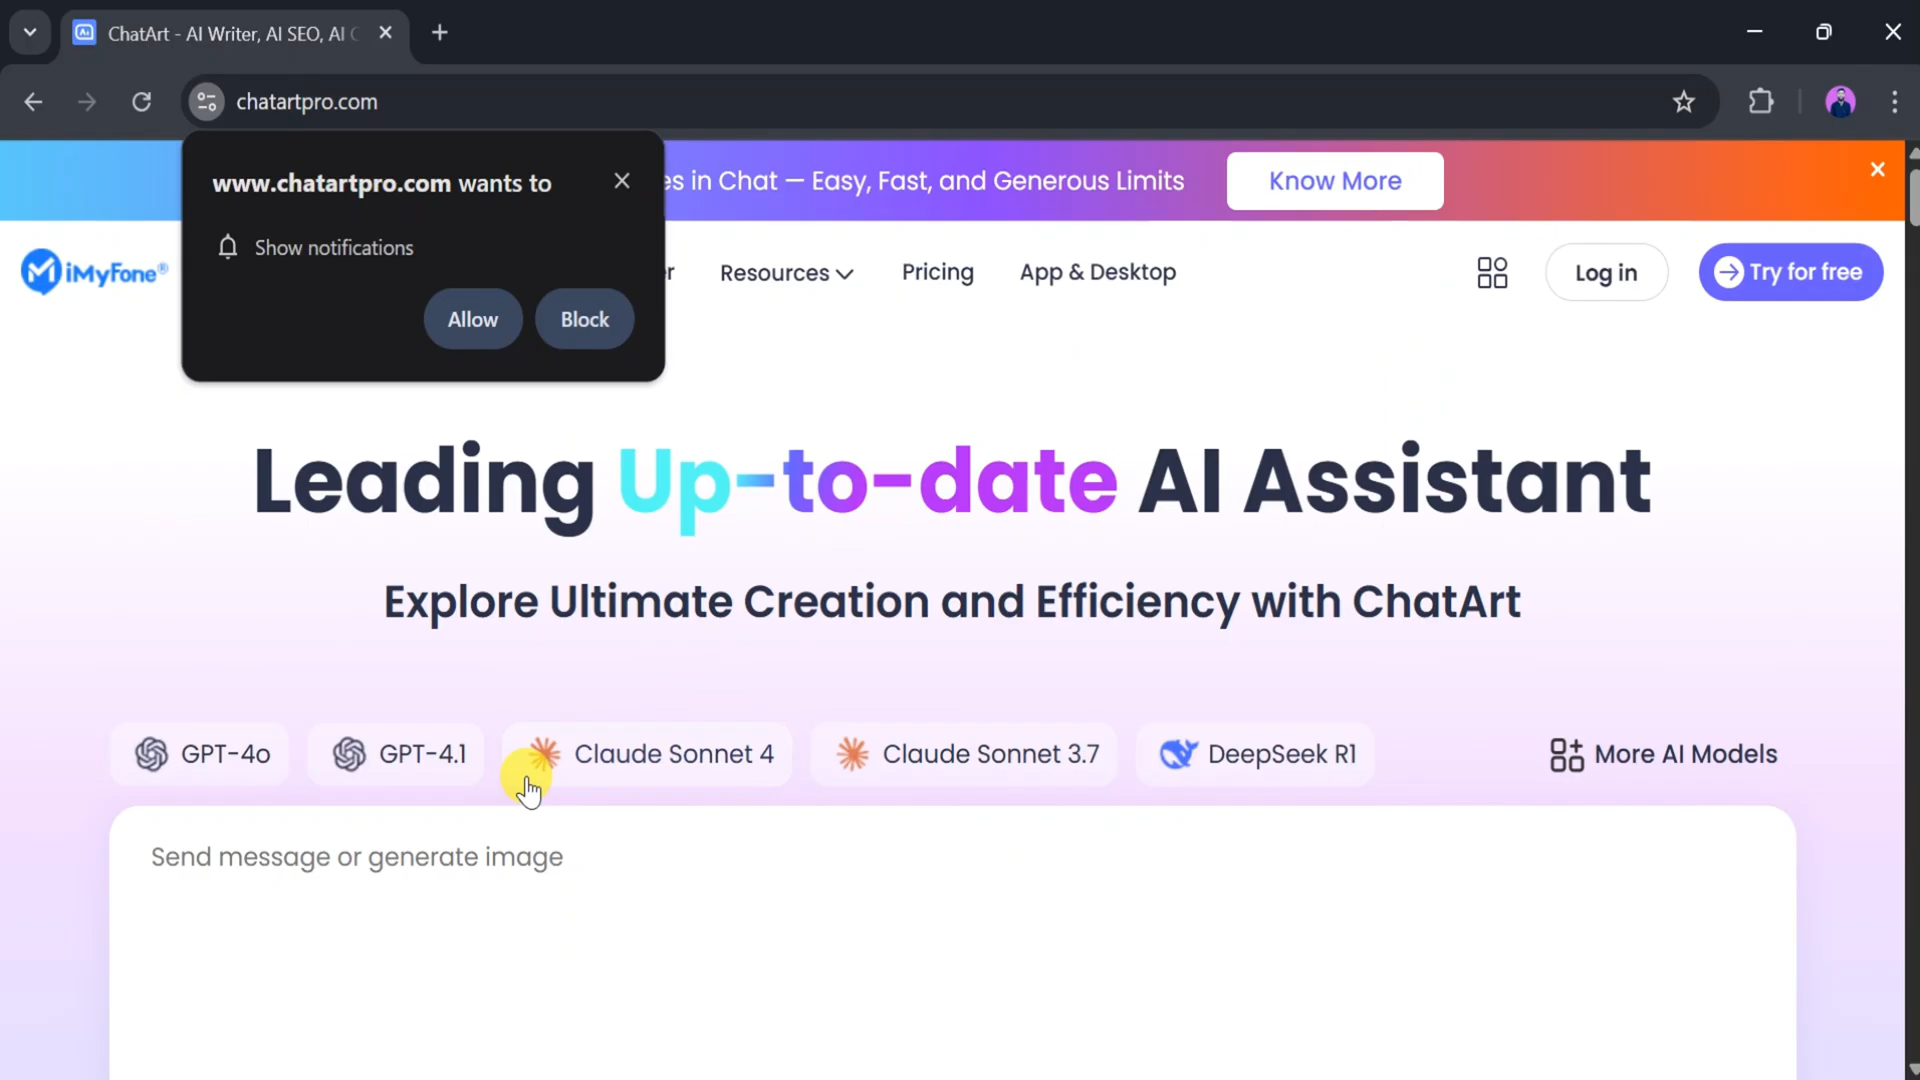 ChatArt - AI Writer, AI SEO, AI
chatartpro.com
www.chatartpro.com wants to
Show notifications
Allow
Block
es in Chat — Easy, Fast, and Generous Limits
Know More
iMyFone®
r
Resources
Pricing
App & Desktop
Log in
Try for free
Leading Up-to-date AI Assistant
Explore Ultimate Creation and Efficiency with ChatArt
GPT-4o
GPT-4.1
Claude Sonnet 4
Claude Sonnet 3.7
DeepSeek R1
More AI Models
Send message or generate image